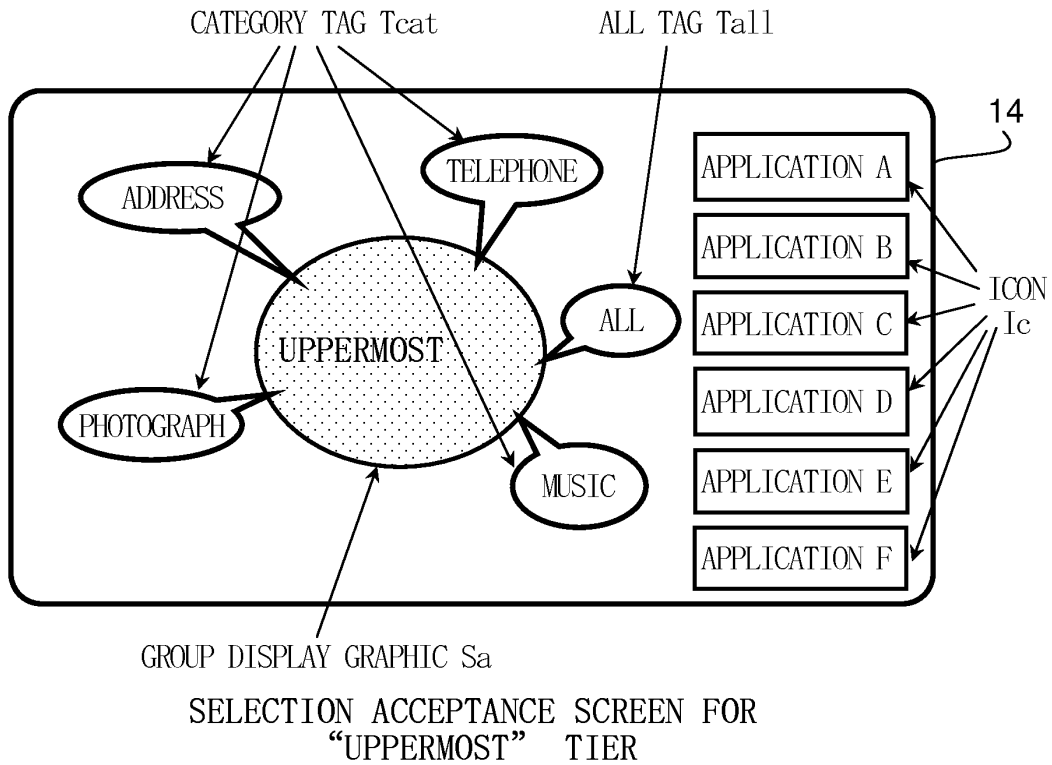 CATEGORY TAG Tcat
ALL TAG Tall
14
TELEPHONE
ADDRESS
ALL
UPPERMOST
PHOTOGRAPH
MUSIC
APPLICATION A
APPLICATION B
APPLICATION C
APPLICATION D
APPLICATION E
APPLICATION F
ICON
Ic
GROUP DISPLAY GRAPHIC Sa
SELECTION ACCEPTANCE SCREEN FOR
“UPPERMOST” TIER